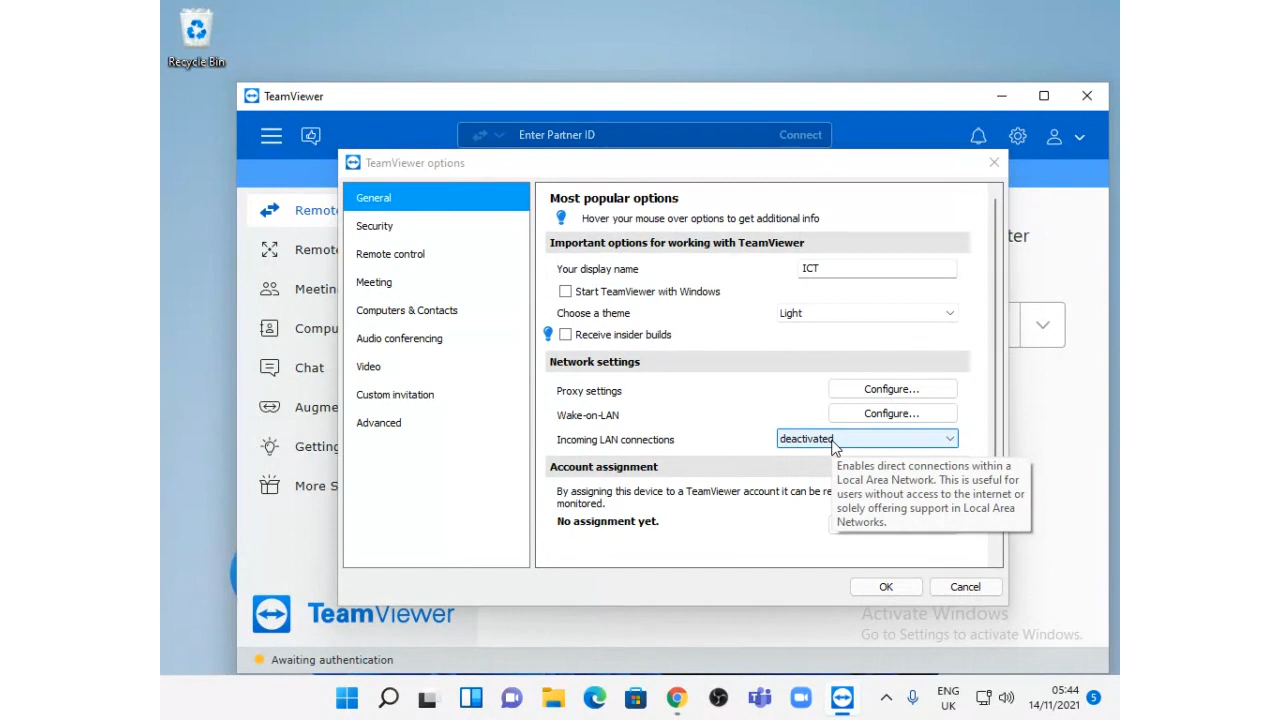 Recycle Bin
TeamViewer
Enter Partner ID
Connect
TeamViewer options
General
Security
Remote control
Meeting
Computers & Contacts
Audio conferencing
Video
Custom invitation
Advanced
Most popular options
Hover your mouse over options to get additional info
Important options for working with TeamViewer
Your display name
ICT
Start TeamViewer with Windows
Choose a theme
Light
Receive insider builds
Network settings
Proxy settings
Configure...
Wake-on-LAN
Configure...
Incoming LAN connections
deactivated
Enables direct connections within a
Local Area Network. This is useful for
users without access to the internet or
solely offering support in Local Area
Networks.
Account assignment
By assigning this device to a TeamViewer account it can be re
monitored.
No assignment yet.
OK
Cancel
Remot
Remot
Meetin
Compu
Chat
Augme
Getting
More S
ter
TeamViewer
Activate Windows
Go to Settings to activate Windows.
Awaiting authentication
ENG
UK
05:44
14/11/2021
5